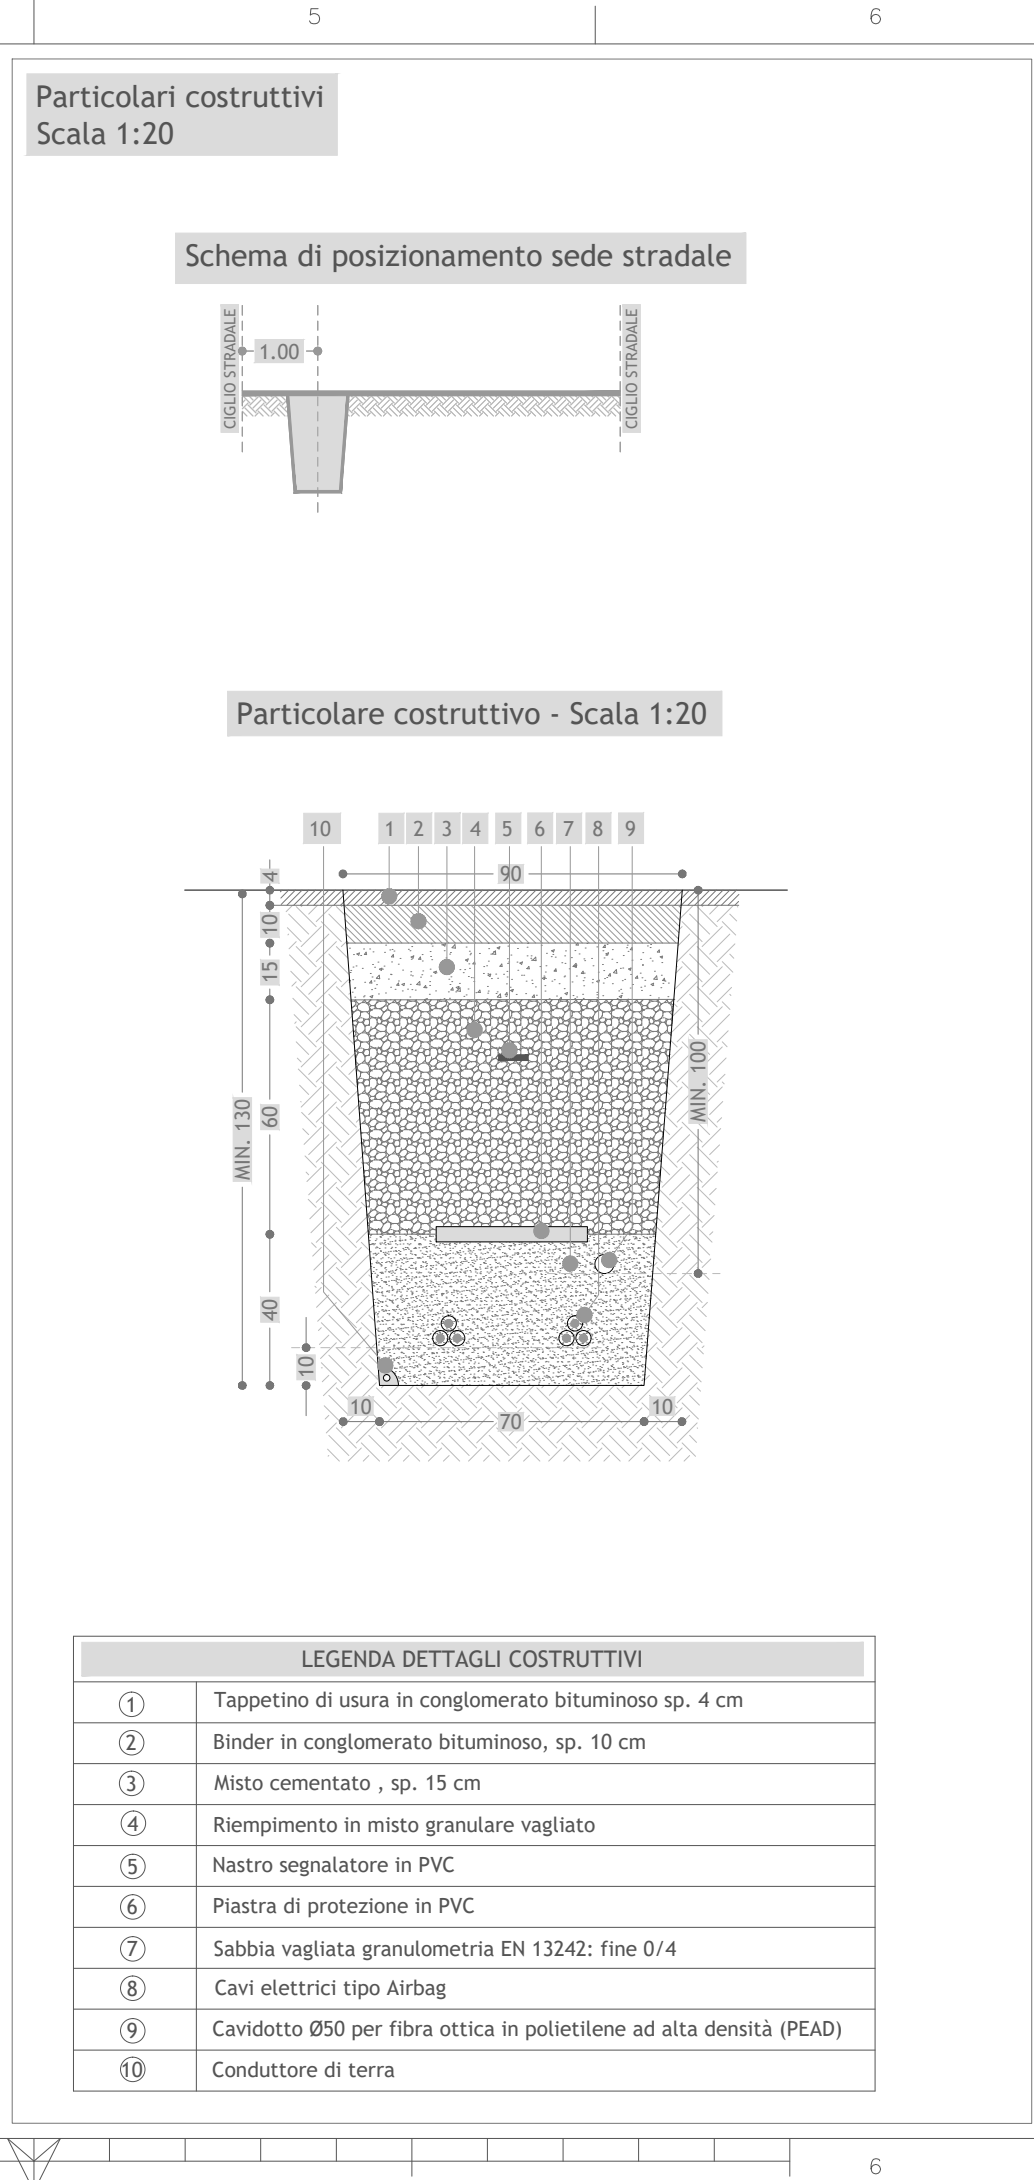 5
6
Particolari costruttivi
Scala 1:20
Schema di posizionamento sede stradale
CIGLIO STRADALE
1.00
CIGLIO STRADALE
Particolare costruttivo - Scala 1:20
10 1 2 3 4 5 6 7 8 9
90
4
10
15
60
40
MIN. 130
MIN. 100
10
10
70
10
LEGENDA DETTAGLI COSTRUTTIVI
1 Tappetino di usura in conglomerato bituminoso sp. 4 cm
2 Binder in conglomerato bituminoso, sp. 10 cm
3 Misto cementato , sp. 15 cm
4 Riempimento in misto granulare vagliato
5 Nastro segnalatore in PVC
6 Piastra di protezione in PVC
7 Sabbia vagliata granulometria EN 13242: fine 0/4
8 Cavi elettrici tipo Airbag
9 Cavidotto Ø50 per fibra ottica in polietilene ad alta densità (PEAD)
10 Conduttore di terra
6